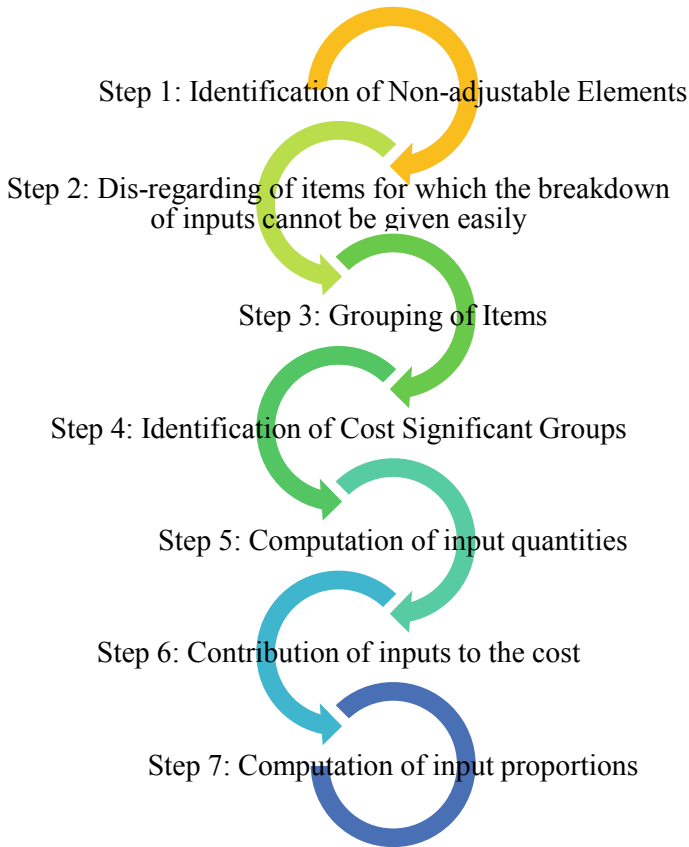 Step 1: Identification of Non-adjustable Elements
Step 2: Dis-regarding of items for which the breakdown
of inputs cannot be given easily
Step 3: Grouping of Items
Step 4: Identification of Cost Significant Groups
Step 5: Computation of input quantities
Step 6: Contribution of inputs to the cost
Step 7: Computation of input proportions